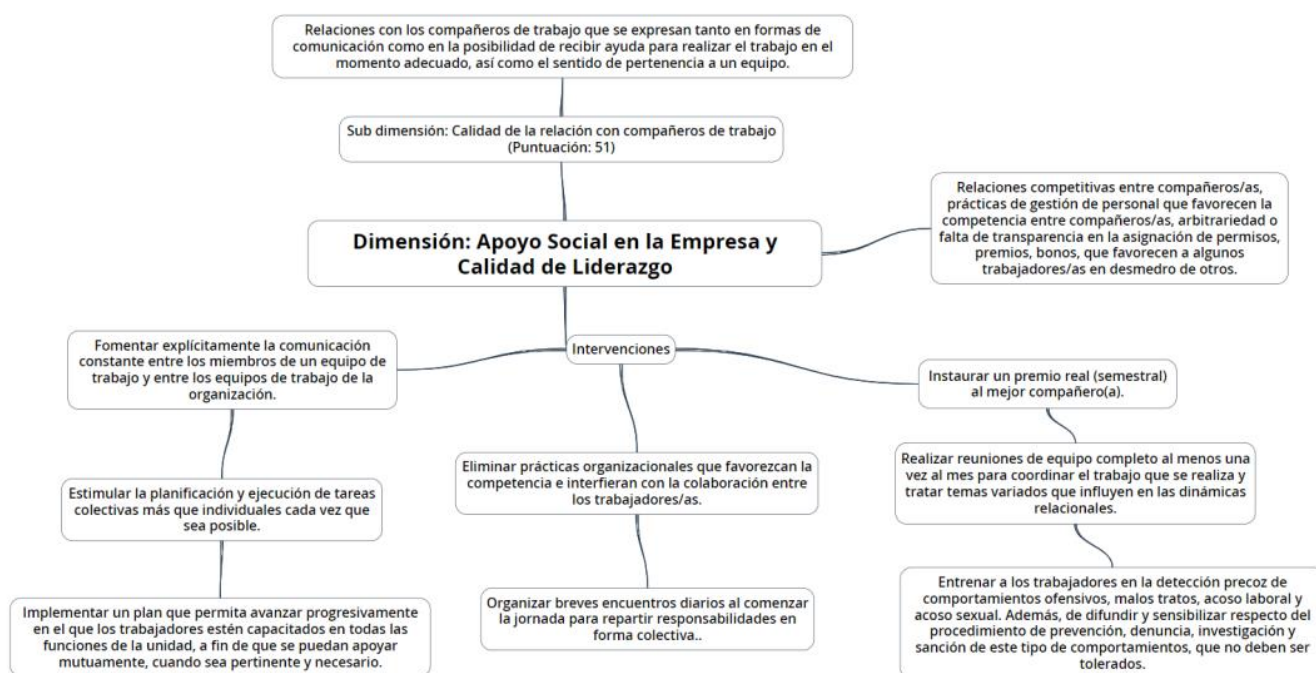 Relaciones con los compañeros de trabajo que se expresan tanto en formas de
comunicación como en la posibilidad de recibir ayuda para realizar el trabajo en el
momento adecuado, así como el sentido de pertenencia a un equipo.
Sub dimensión: Calidad de la relación con compañeros de trabajo
(Puntuación: 51)
Dimensión: Apoyo Social en la Empresa y
Calidad de Liderazgo
Relaciones competitivas entre compañeros/as,
prácticas de gestión de personal que favorecen la
competencia entre compañeros/as, arbitrariedad o
falta de transparencia en la asignación de permisos,
premios, bonos, que favorecen a algunos
trabajadores/as en desmedro de otros.
Intervenciones
Fomentar explícitamente la comunicación
constante entre los miembros de un equipo de
trabajo y entre los equipos de trabajo de la
organización.
Estimular la planificación y ejecución de tareas
colectivas más que individuales cada vez que
sea posible.
Implementar un plan que permita avanzar progresivamente
en el que los trabajadores estén capacitados en todas las
funciones de la unidad, a fin de que se puedan apoyar
mutuamente, cuando sea pertinente y necesario.
Eliminar prácticas organizacionales que favorezcan la
competencia e interfieran con la colaboración entre
los trabajadores/as.
Organizar breves encuentros diarios al comenzar
la jornada para repartir responsabilidades en
forma colectiva..
Instaurar un premio real (semestral)
al mejor compañero(a).
Realizar reuniones de equipo completo al menos una
vez al mes para coordinar el trabajo que se realiza y
tratar temas variados que influyen en las dinámicas
relacionales.
Entrenar a los trabajadores en la detección precoz de
comportamientos ofensivos, malos tratos, acoso laboral y
acoso sexual. Además, de difundir y sensibilizar respecto del
procedimiento de prevención, denuncia, investigación y
sanción de este tipo de comportamientos, que no deben ser
tolerados.